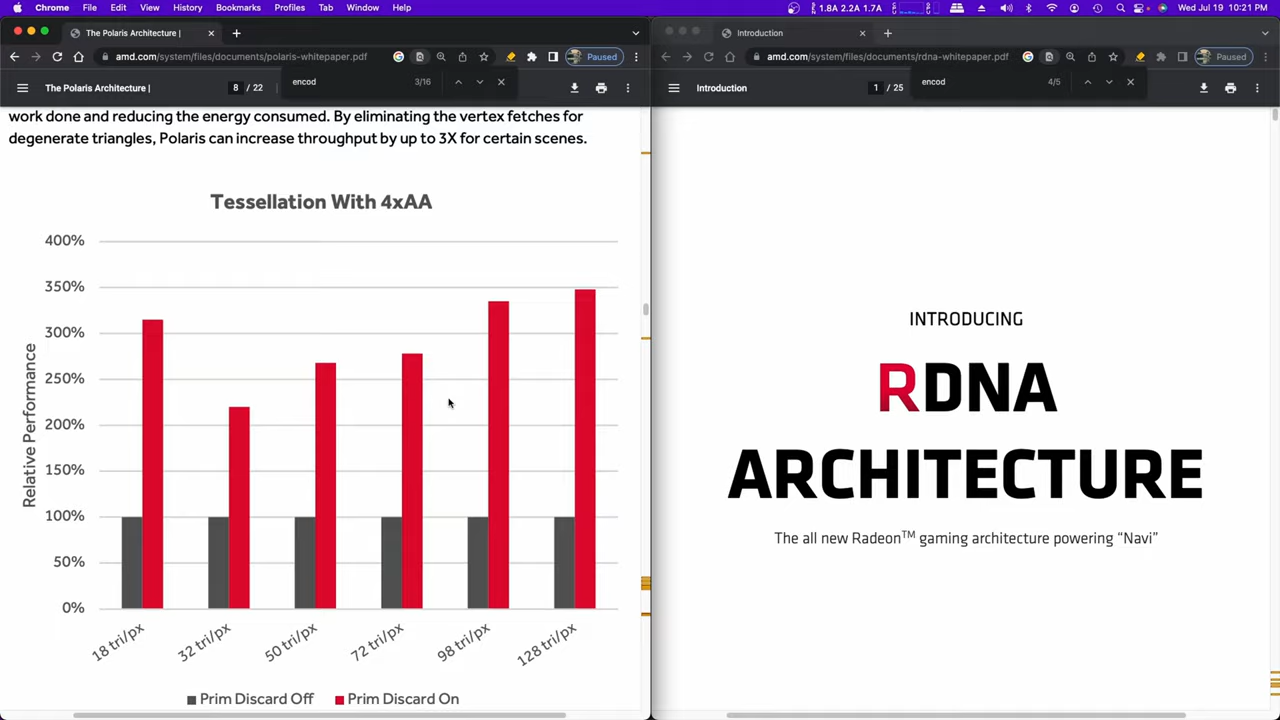 Chrome File Edit View History Bookmarks Profiles Tab Window Help
1.8A 2.2A 1.7A Wed Jul 19 10:21 PM
The Polaris Architecture |
amd.com/system/files/documents/polaris-whitepaper.pdf Paused
encod 3/16
The Polaris Architecture | 8 / 22
work done and reducing the energy consumed. By eliminating the vertex fetches for
degenerate triangles, Polaris can increase throughput by up to 3X for certain scenes.
Tessellation With 4xAA
Relative Performance
400%
350%
300%
250%
200%
150%
100%
50%
0%
18 tri/px 32 tri/px 50 tri/px 72 tri/px 98 tri/px 128 tri/px
Prim Discard Off Prim Discard On
Introduction
amd.com/system/files/documents/rdna-whitepaper.pdf Paused
encod 4/5
Introduction 1 / 25
INTRODUCING
RDNA
ARCHITECTURE
The all new Radeon™ gaming architecture powering “Navi”